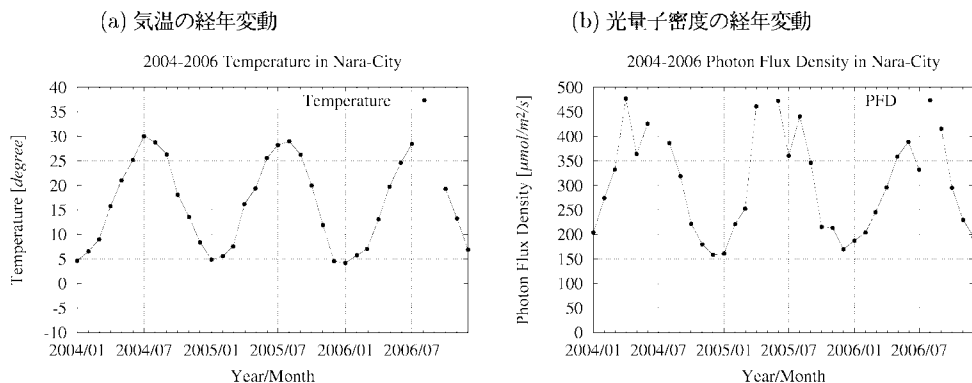 (a) 気温の経年変動
2004-2006 Temperature in Nara-City
Temperature
Temperature [degree]
40
35
30
25
20
15
10
5
0
-5
-10
2004/01 2004/07 2005/01 2005/07 2006/01 2006/07
Year/Month
(b) 光量子密度の経年変動
2004-2006 Photon Flux Density in Nara-City
PFD
Photon Flux Density [μmol/m²/s]
500
450
400
350
300
250
200
150
100
50
0
2004/01 2004/07 2005/01 2005/07 2006/01 2006/07
Year/Month